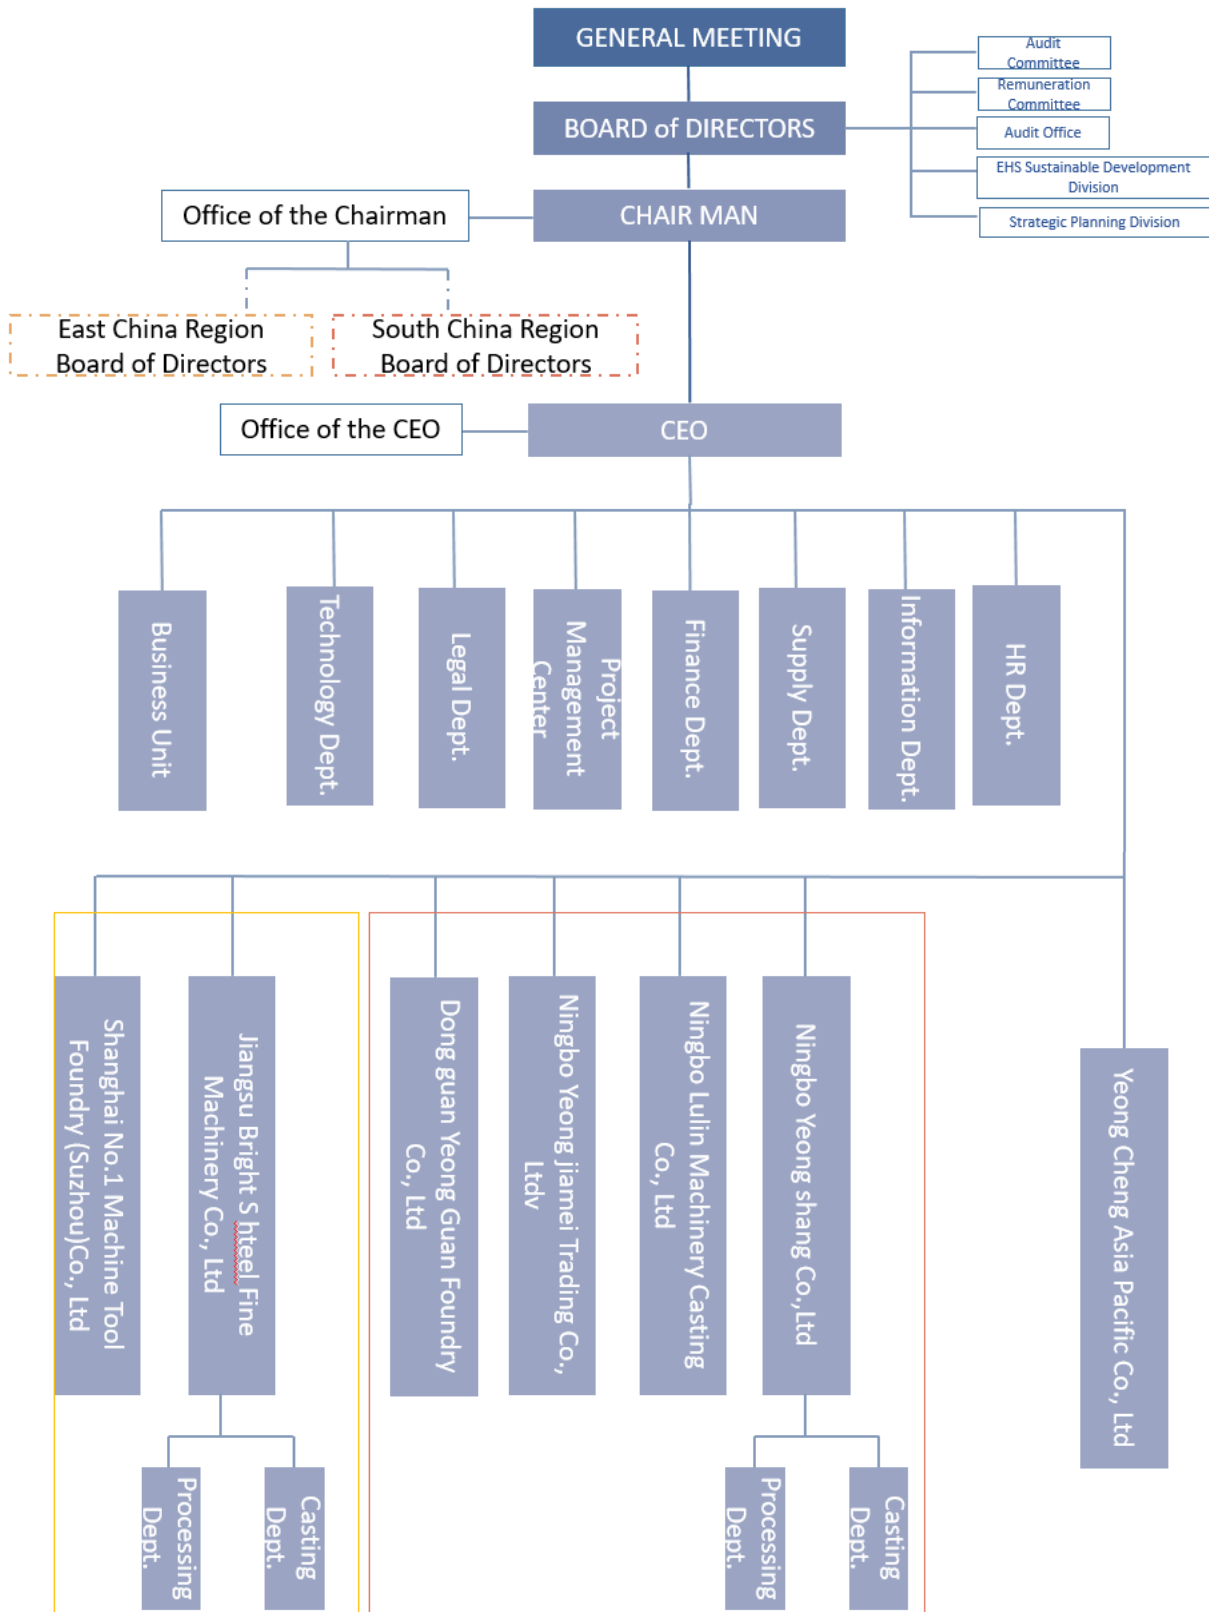 GENERAL MEETING
Audit
Committee
Remuneration
Committee
BOARD of DIRECTORS
Audit Office
EHS Sustainable Development
Division
Strategic Planning Division
Office of the Chairman
CHAIR MAN
East China Region
Board of Directors
South China Region
Board of Directors
Office of the CEO
CEO
Business Unit
Technology Dept.
Legal Dept.
Project
Management
Center
Finance Dept.
Supply Dept.
Information Dept.
HR Dept.
Shanghai No.1 Machine Tool
Foundry (Suzhou)Co., Ltd
Jiangsu Bright S hteel Fine
Machinery Co., Ltd
Dong guan Yeong Guan Foundry
Co., Ltd
Ningbo Yeong jiamei Trading Co.,
Ltdv
Ningbo Lulin Machinery Casting
Co., Ltd
Ningbo Yeong shang Co.,Ltd
Yeong Cheng Asia Pacific Co., Ltd
Processing
Dept.
Casting
Dept.
Processing
Dept.
Casting
Dept.